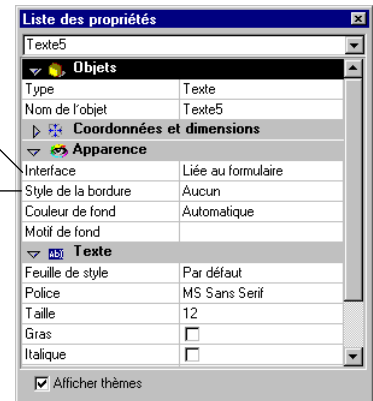 Liste des propriétés
Texte5
Objets
Type Texte
Nom de l'objet Texte5
Coordonnées et dimensions
Apparence
Interface Liée au formulaire
Style de la bordure Aucun
Couleur de fond Automatique
Motif de fond
Abj Texte
Feuille de style Par défaut
Police MS Sans Serif
Taille 12
Gras
Italique
Afficher thèmes